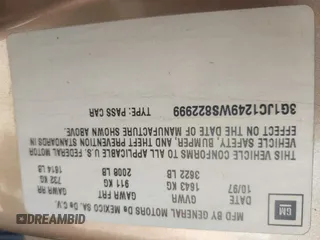 GM
MFD BY GENERAL MOTORS De MEXICO SA. De C.V.
10/97 GVWR GAWR FRT GAWR RR
1643 KG 911 KG 732 KG
3622 LB 2008 LB 1614 LB
THIS VEHICLE CONFORMS TO ALL APPLICABLE U.S. FEDERAL MOTOR
VEHICLE SAFETY, BUMPER, AND THEFT PREVENTION STANDARDS IN
EFFECT ON THE DATE OF MANUFACTURE SHOWN ABOVE.
3G1JC1249WS822999 TYPE: PASS CAR
DREAMBID